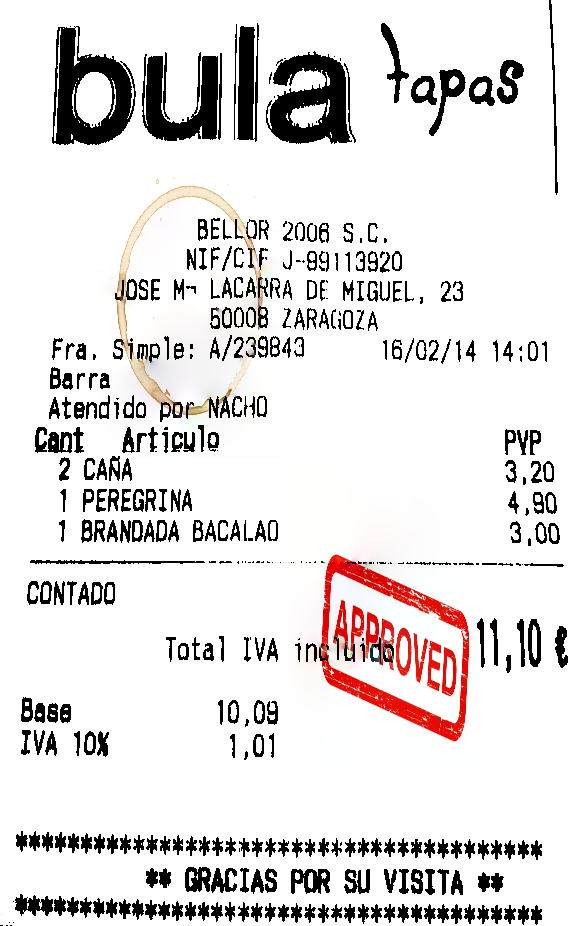 bula tapas
BELLOR 2006 S.C.
NIF/CIF J-99113920
JOSE Mª LACARRA DE MIGUEL, 23
50008 ZARAGOZA
Fra. Simple: A/239843 16/02/14 14:01
Barra
Atendido por NACHO
Cant Articulo PVP
2 CAÑA 3,20
1 PEREGRINA 4,90
1 BRANDADA BACALAO 3,00
CONTADO
APPROVED
Total IVA incluido 11,10 €
Base 10,09
IVA 10% 1,01
****************************************
** GRACIAS POR SU VISITA **
****************************************